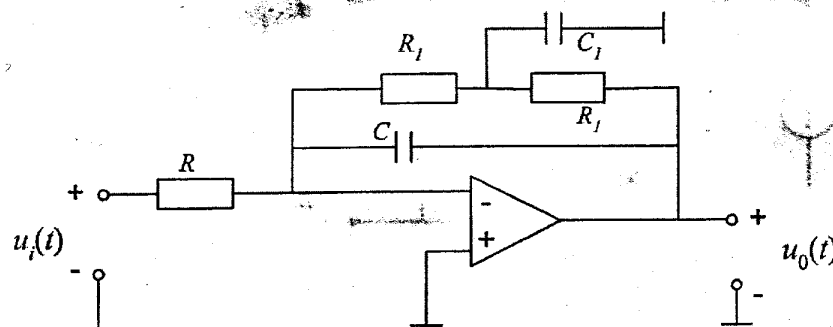 R₁
C₁
R₁
C
R
+
-
+
+
uᵢ(t)
-
u₀(t)
-